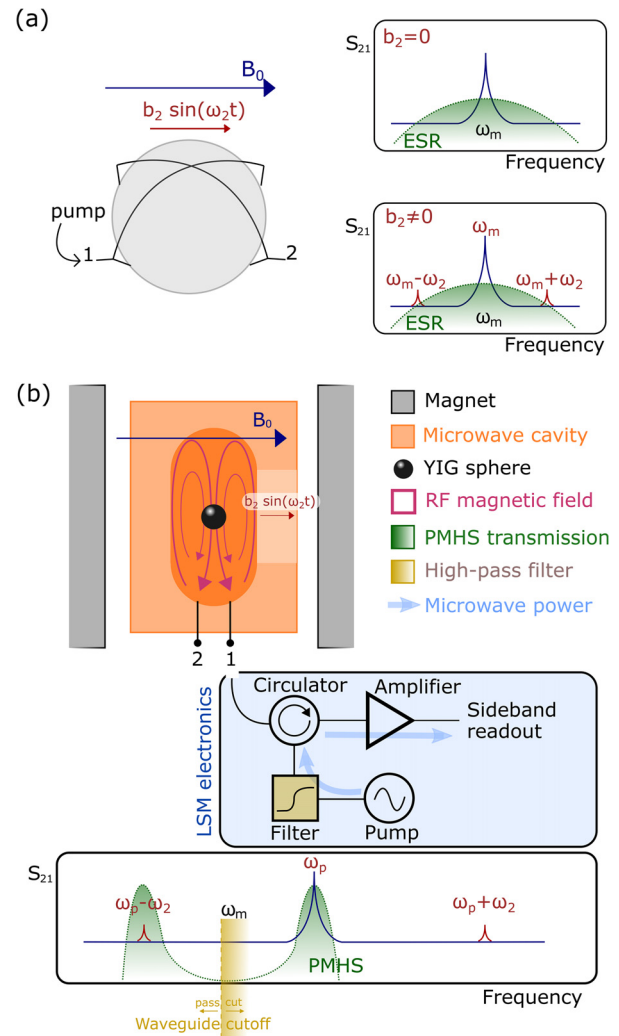 (a)
B₀
b₂ sin(ω₂t)
pump
1
2
S₂₁
b₂=0
ωₘ
ESR
Frequency
S₂₁
b₂≠0
ωₘ
ωₘ-ω₂
ωₘ+ω₂
ESR
ωₘ
Frequency
(b)
B₀
b₂ sin(ω₂t)
2
1
Magnet
Microwave cavity
YIG sphere
RF magnetic field
PMHS transmission
High-pass filter
Microwave power
LSM electronics
Circulator
Amplifier
Sideband
readout
Filter
Pump
S₂₁
ωₚ
ωₚ-ω₂
ωₘ
ωₚ+ω₂
PMHS
Frequency
pass cut
Waveguide cutoff